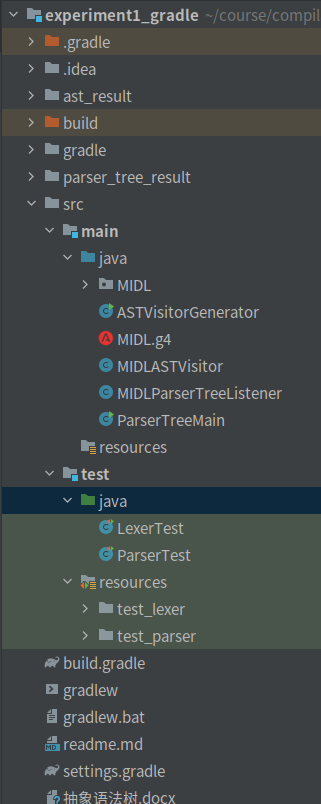 experiment1_gradle ~/course/compil
.gradle
.idea
ast_result
build
gradle
parser_tree_result
src
main
java
MIDL
ASTVisitorGenerator
MIDL.g4
MIDLASTVisitor
MIDLParserTreeListener
ParserTreeMain
resources
test
java
LexerTest
ParserTest
resources
test_lexer
test_parser
build.gradle
gradlew
gradlew.bat
readme.md
settings.gradle
抽象语法树.docx